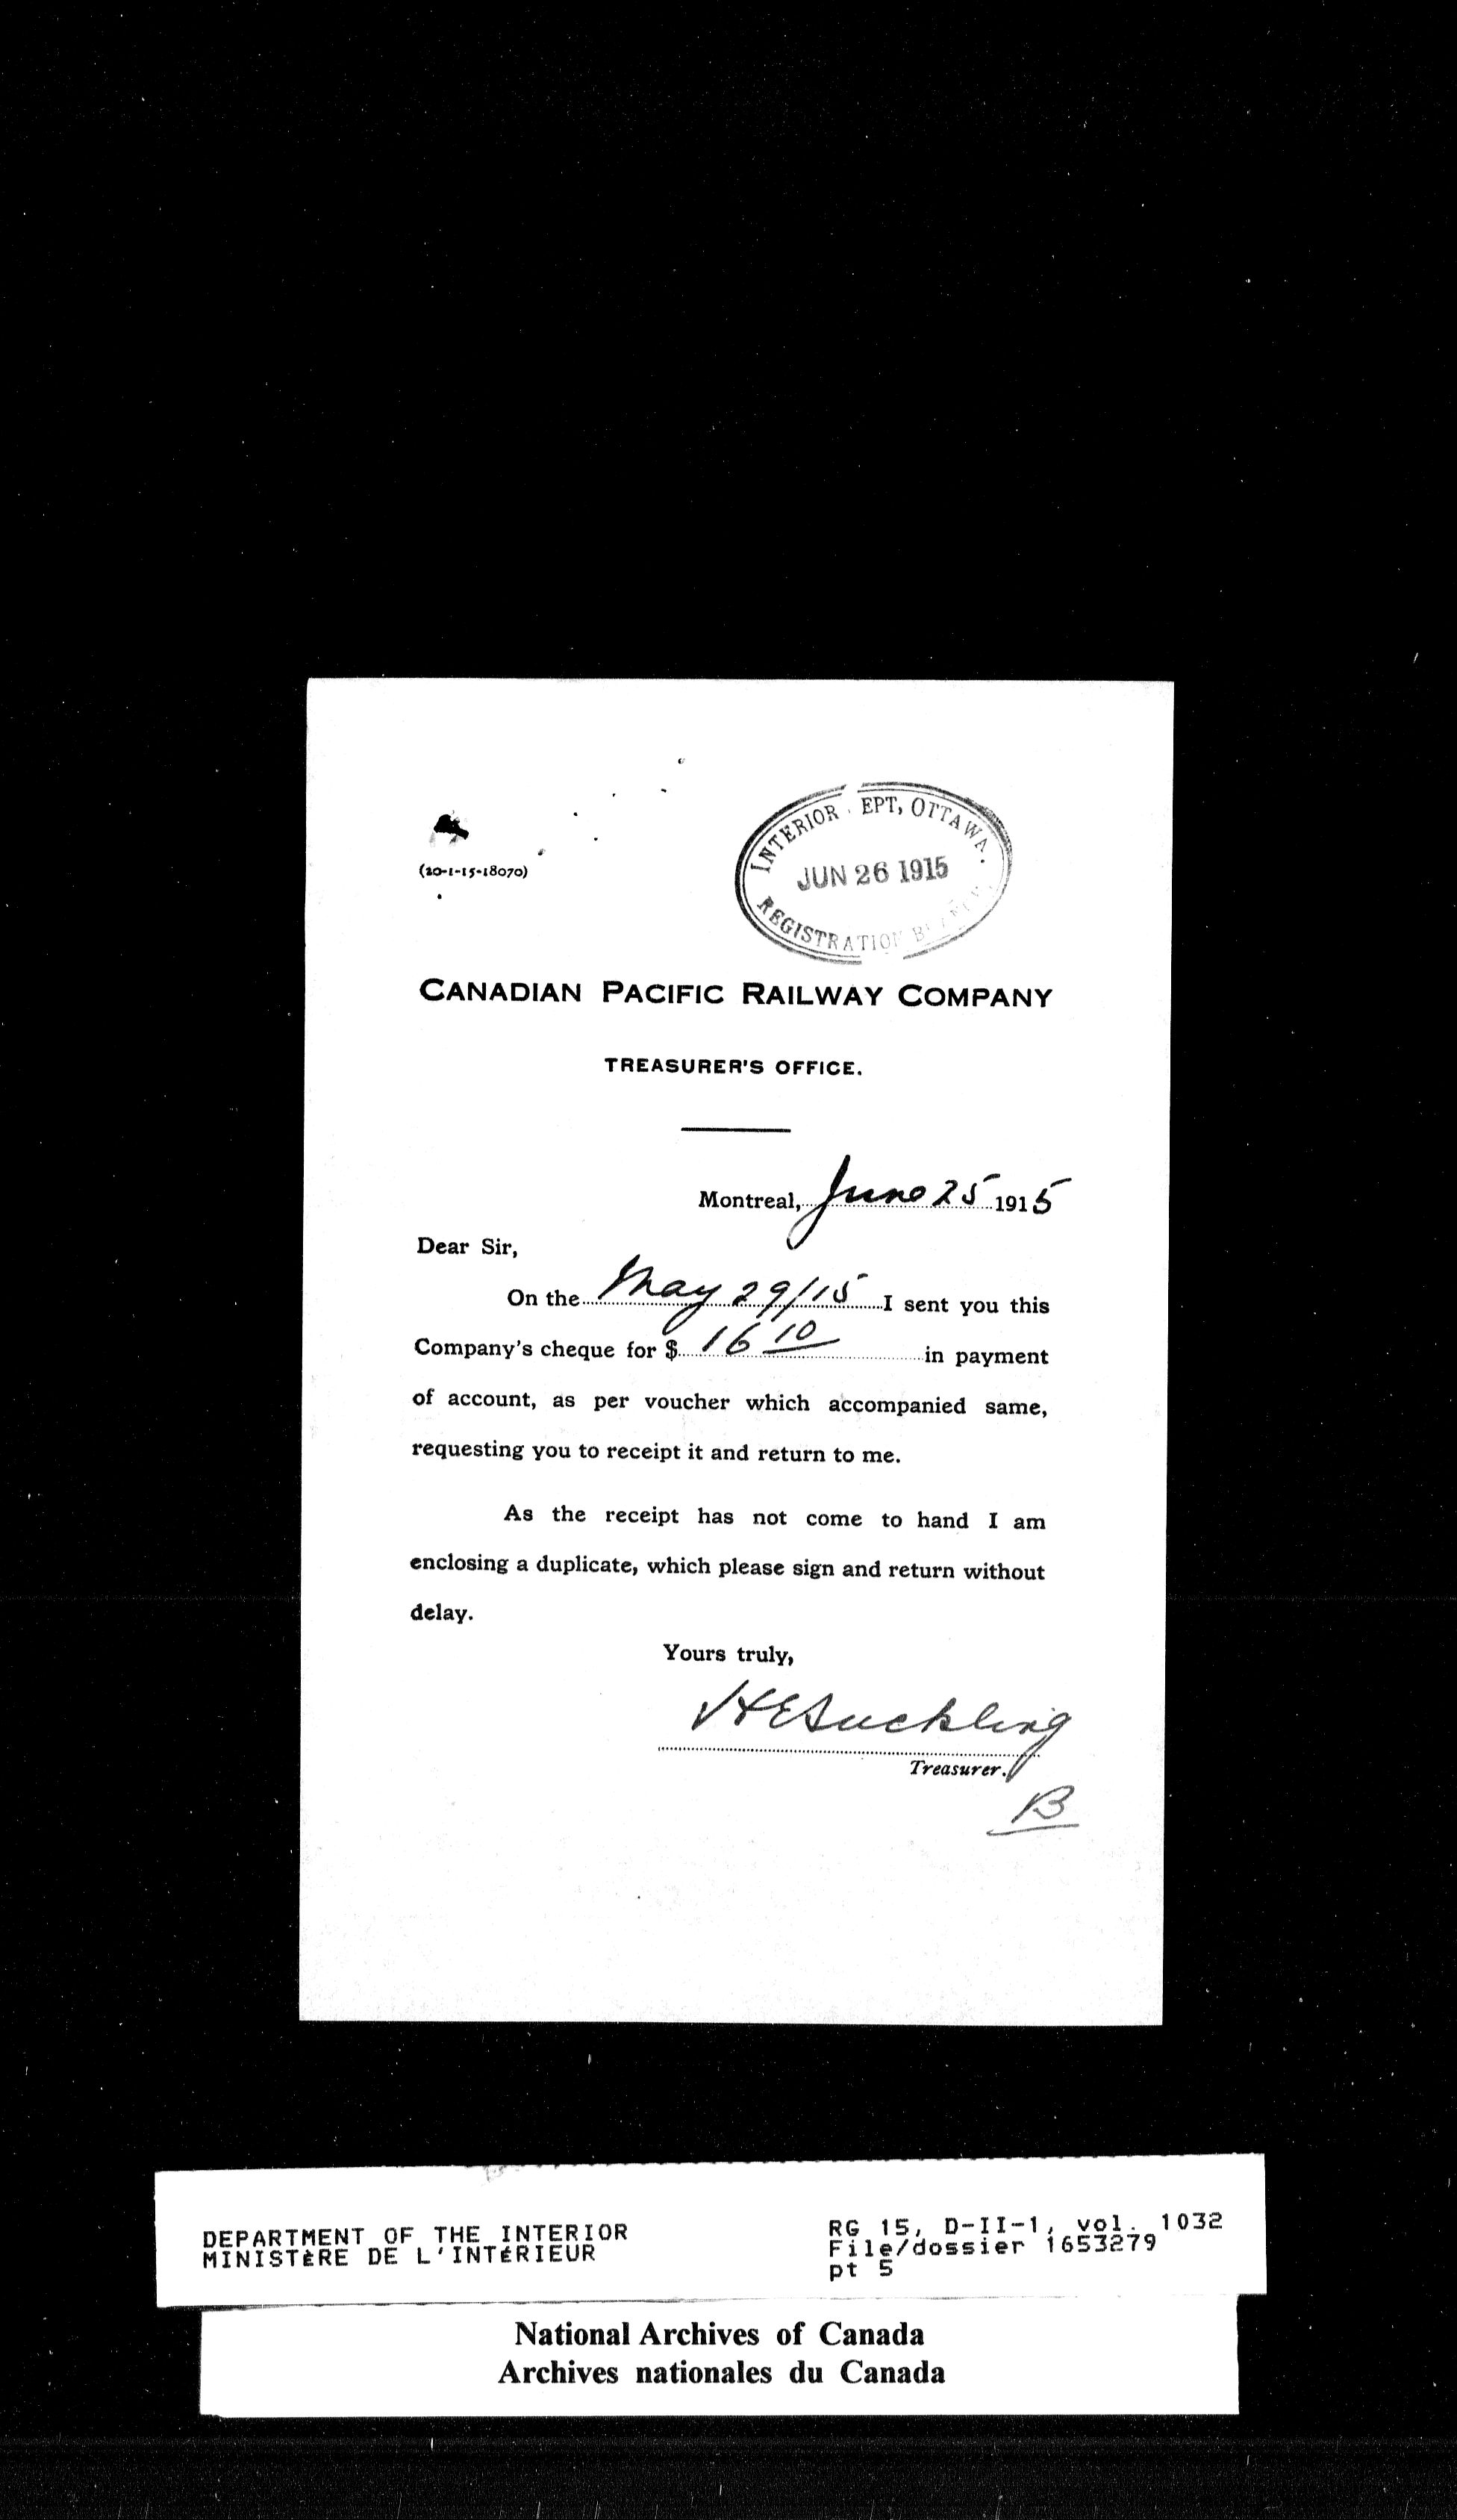 (20-1-15-18070)
INTERIOR EPT, OTTAWA.
JUN 26 1915
REGISTRATION
CANADIAN PACIFIC RAILWAY COMPANY
TREASURER'S OFFICE.
Montreal, June 25 1915
Dear Sir,
On the May 29/15 I sent you this
Company's cheque for $ 16 10 in payment
of account, as per voucher which accompanied same,
requesting you to receipt it and return to me.
As the receipt has not come to hand I am
enclosing a duplicate, which please sign and return without
delay.
Yours truly,
H E Suckling
Treasurer.
B
DEPARTMENT OF THE INTERIOR
MINISTÈRE DE L'INTÉRIEUR
RG 15, D-II-1, vol. 1032
File/dossier 1653279
pt 5
National Archives of Canada
Archives nationales du Canada